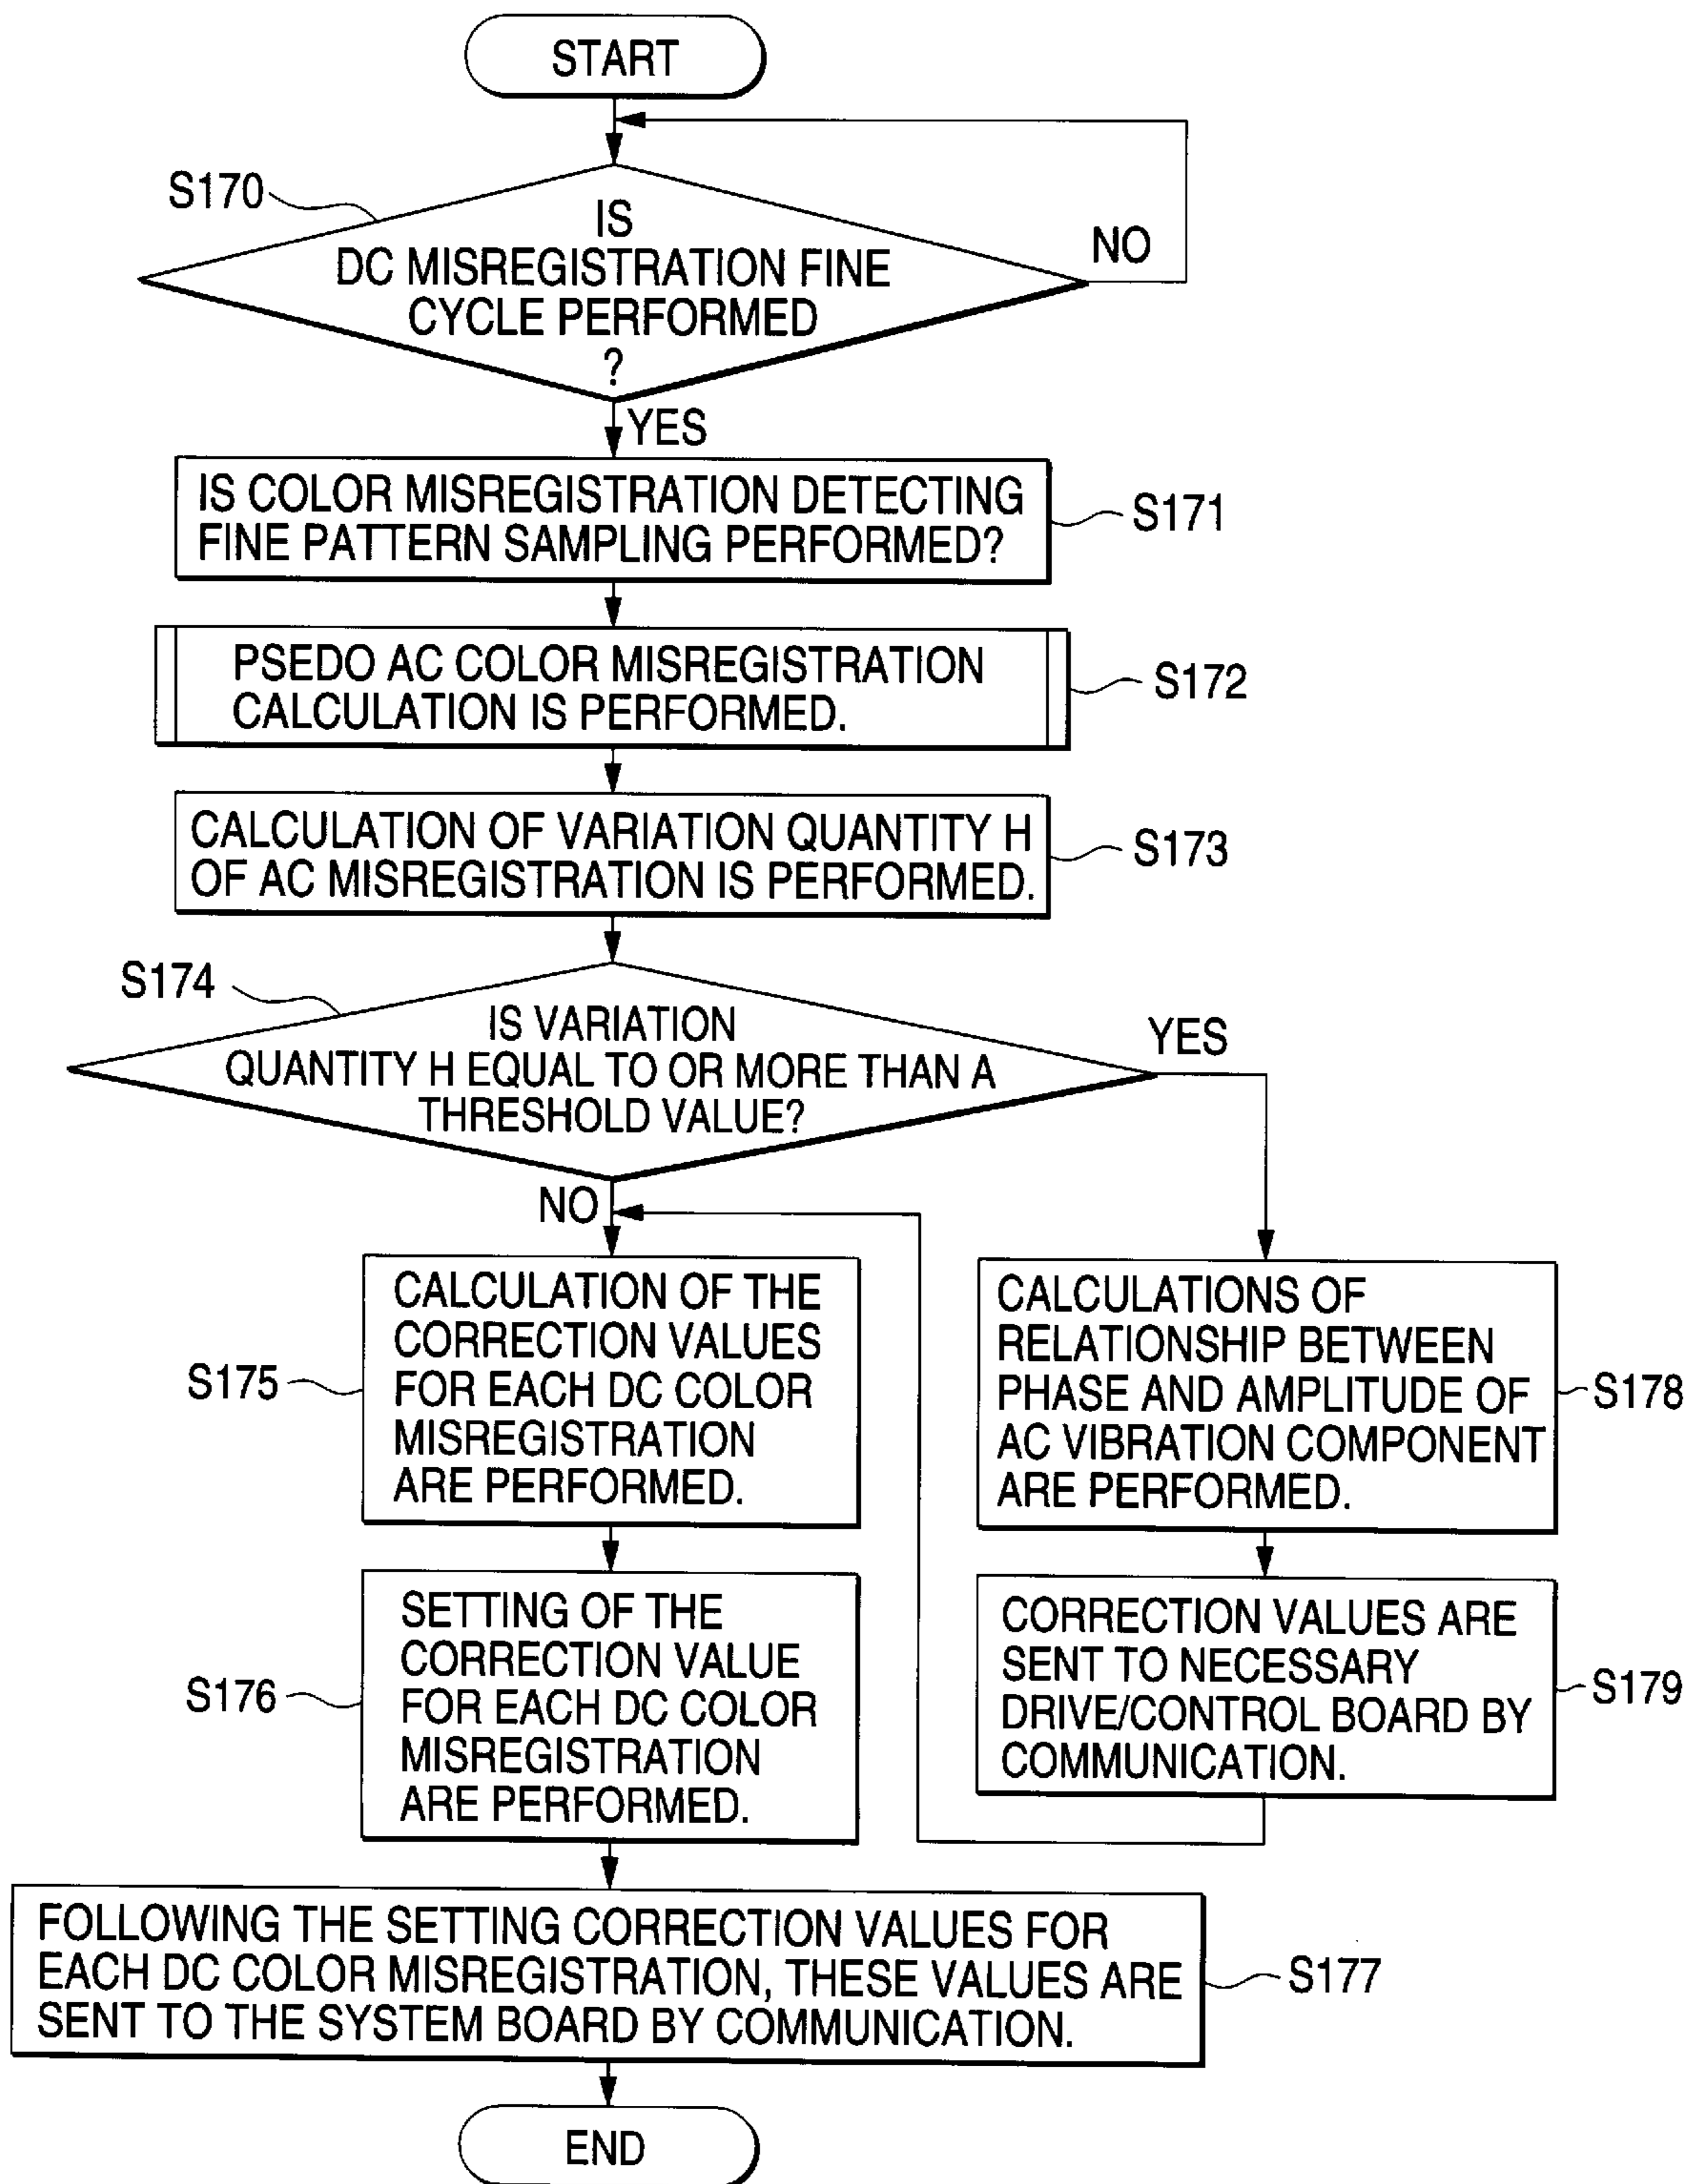 START
S170
IS
DC MISREGISTRATION FINE
CYCLE PERFORMED
?
NO
YES
IS COLOR MISREGISTRATION DETECTING
FINE PATTERN SAMPLING PERFORMED?
S171
PSEDO AC COLOR MISREGISTRATION
CALCULATION IS PERFORMED.
S172
CALCULATION OF VARIATION QUANTITY H
OF AC MISREGISTRATION IS PERFORMED.
S173
S174
IS VARIATION
QUANTITY H EQUAL TO OR MORE THAN A
THRESHOLD VALUE?
YES
NO
CALCULATION OF THE
CORRECTION VALUES
FOR EACH DC COLOR
MISREGISTRATION
ARE PERFORMED.
S175
CALCULATIONS OF
RELATIONSHIP BETWEEN
PHASE AND AMPLITUDE OF
AC VIBRATION COMPONENT
ARE PERFORMED.
S178
SETTING OF THE
CORRECTION VALUE
FOR EACH DC COLOR
MISREGISTRATION
ARE PERFORMED.
S176
CORRECTION VALUES ARE
SENT TO NECESSARY
DRIVE/CONTROL BOARD BY
COMMUNICATION.
S179
FOLLOWING THE SETTING CORRECTION VALUES FOR
EACH DC COLOR MISREGISTRATION, THESE VALUES ARE
SENT TO THE SYSTEM BOARD BY COMMUNICATION.
S177
END